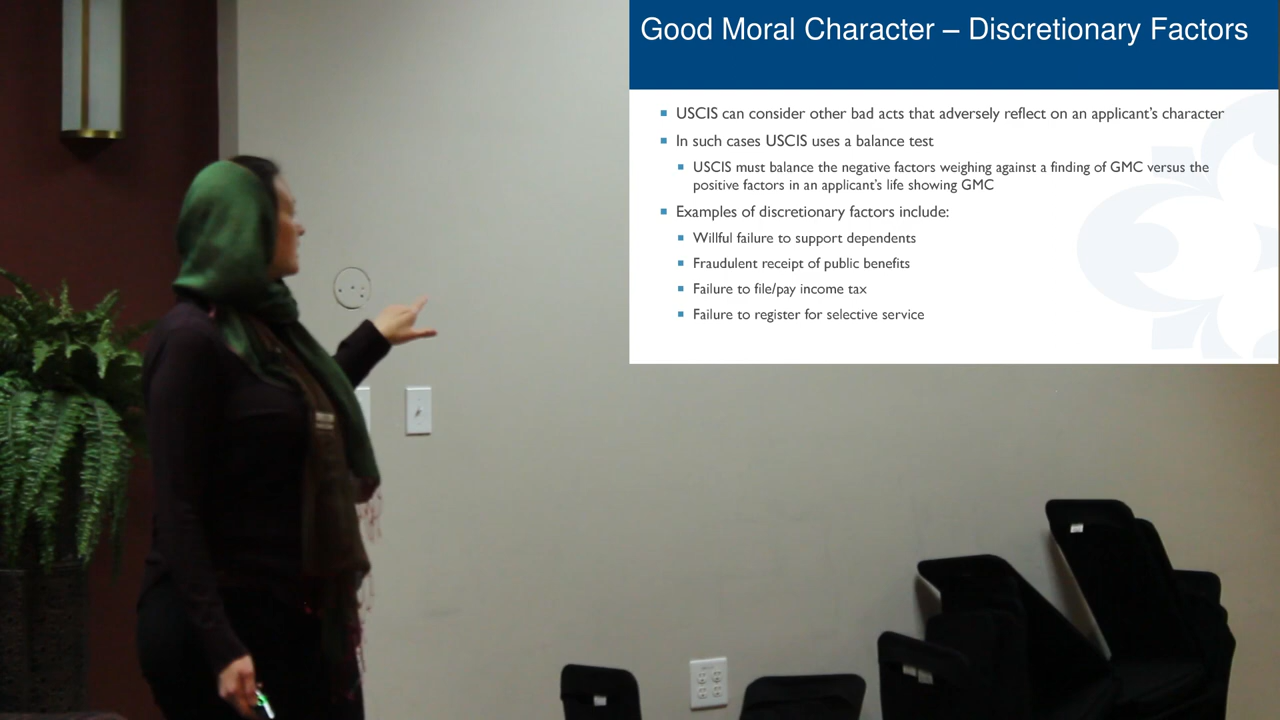 Good Moral Character – Discretionary Factors
USCIS can consider other bad acts that adversely reflect on an applicant's character
In such cases USCIS uses a balance test
USCIS must balance the negative factors weighing against a finding of GMC versus the
positive factors in an applicant's life showing GMC
Examples of discretionary factors include:
Willful failure to support dependents
Fraudulent receipt of public benefits
Failure to file/pay income tax
Failure to register for selective service